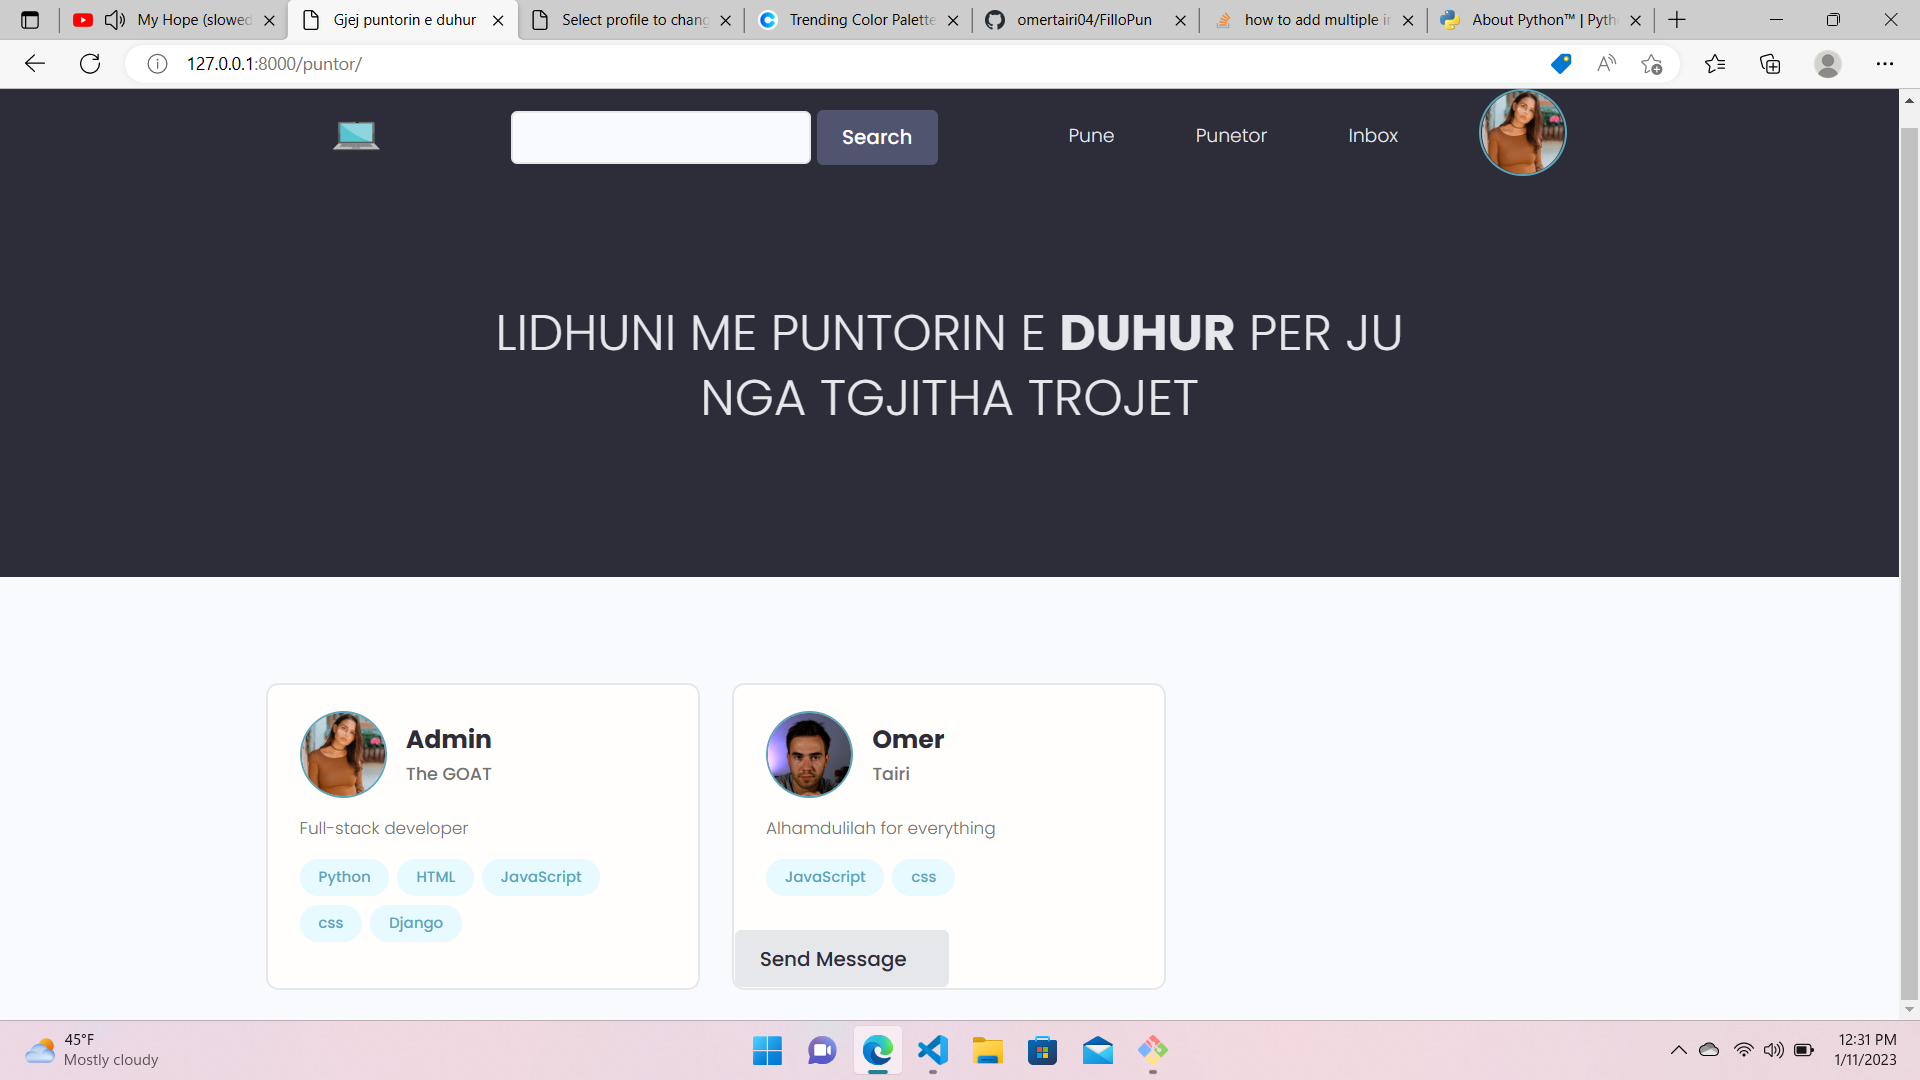 My Hope (slowed
Gjej puntorin e duhur
Select profile to chang
Trending Color Palette
omertairi04/FilloPun
how to add multiple i
About Python™ | Pyth
127.0.0.1:8000/puntor/
Search
Pune
Punetor
Inbox
LIDHUNI ME PUNTORIN E DUHUR PER JU
NGA TGJITHA TROJET
Admin
The GOAT
Full-stack developer
Python HTML JavaScript
css Django
Omer
Tairi
Alhamdulilah for everything
JavaScript css
Send Message
45°F
Mostly cloudy
12:31 PM
1/11/2023